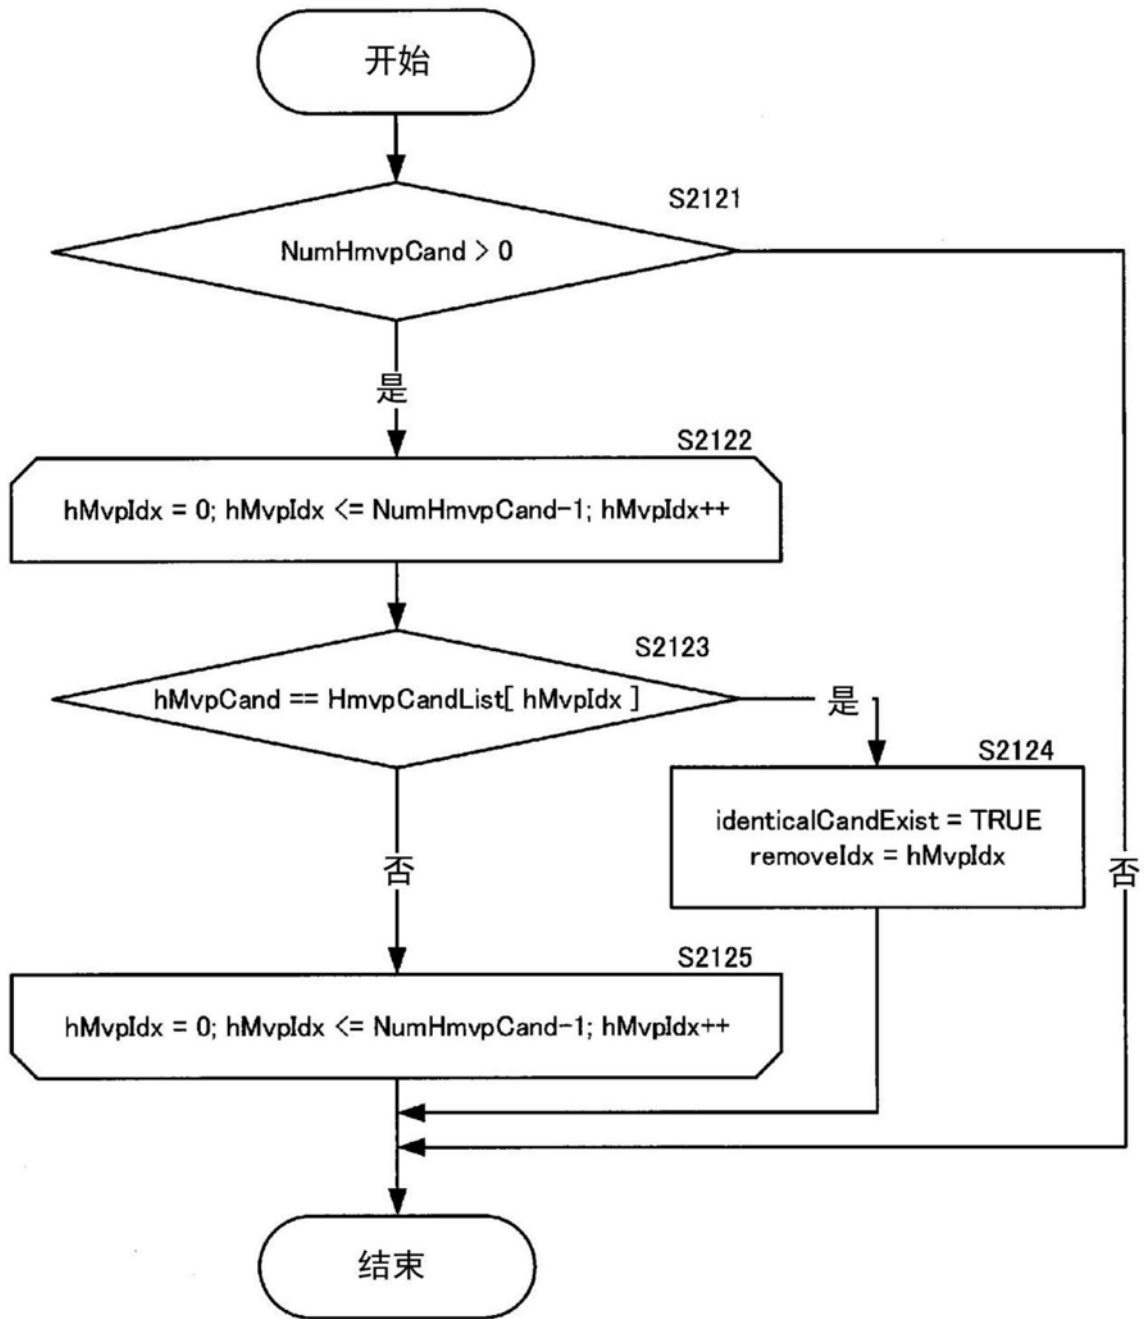 开始
S2121
NumHmvpCand > 0
是
S2122
hMvpIdx = 0; hMvpIdx <= NumHmvpCand-1; hMvpIdx++
S2123
hMvpCand == HmvpCandList[ hMvpIdx ]
是
S2124
identicalCandExist = TRUE
removeIdx = hMvpIdx
否
否
S2125
hMvpIdx = 0; hMvpIdx <= NumHmvpCand-1; hMvpIdx++
结束